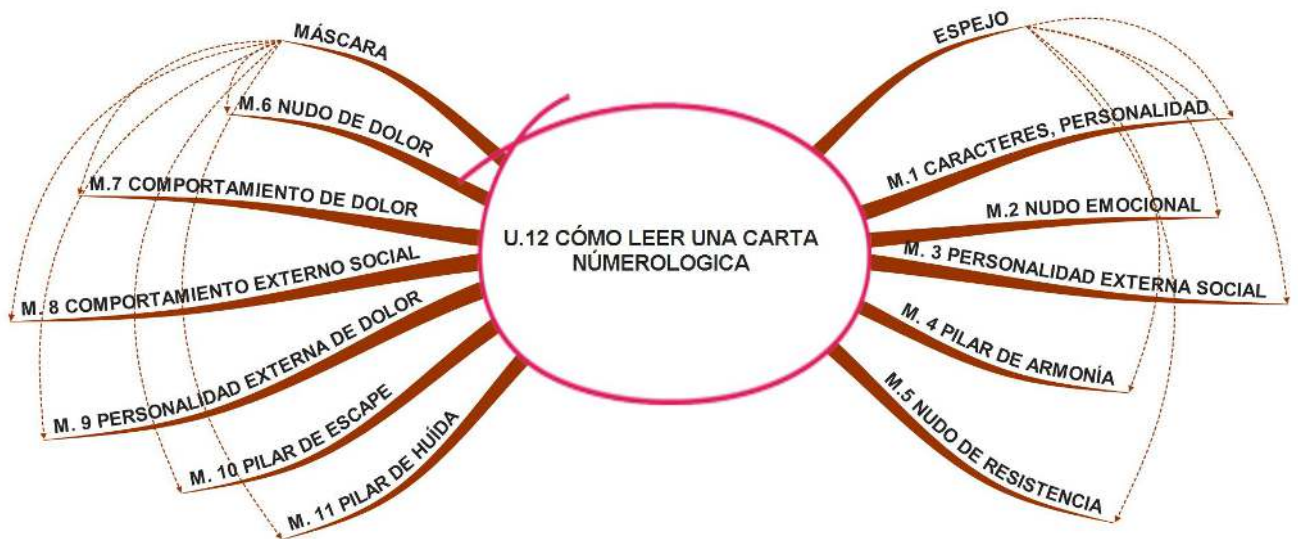 MÁSCARA
M.6 NUDO DE DOLOR
M.7 COMPORTAMIENTO DE DOLOR
M. 8 COMPORTAMIENTO EXTERNO SOCIAL
M. 9 PERSONALIDAD EXTERNA DE DOLOR
M. 10 PILAR DE ESCAPE
M. 11 PILAR DE HUÍDA
U.12 CÓMO LEER UNA CARTA
NÚMEROLOGICA
ESPEJO
M.1 CARACTERES, PERSONALIDAD
M.2 NUDO EMOCIONAL
M. 3 PERSONALIDAD EXTERNA SOCIAL
M. 4 PILAR DE ARMONÍA
M.5 NUDO DE RESISTENCIA